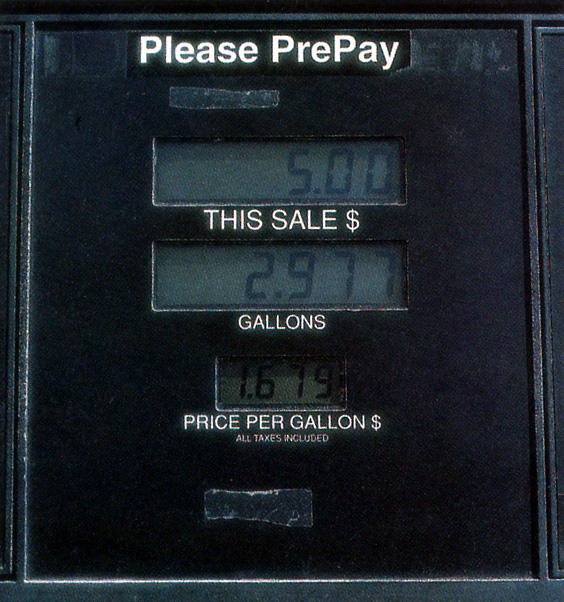 Please PrePay
5.00
THIS SALE $
2.977
GALLONS
1.679
PRICE PER GALLON $
ALL TAXES INCLUDED